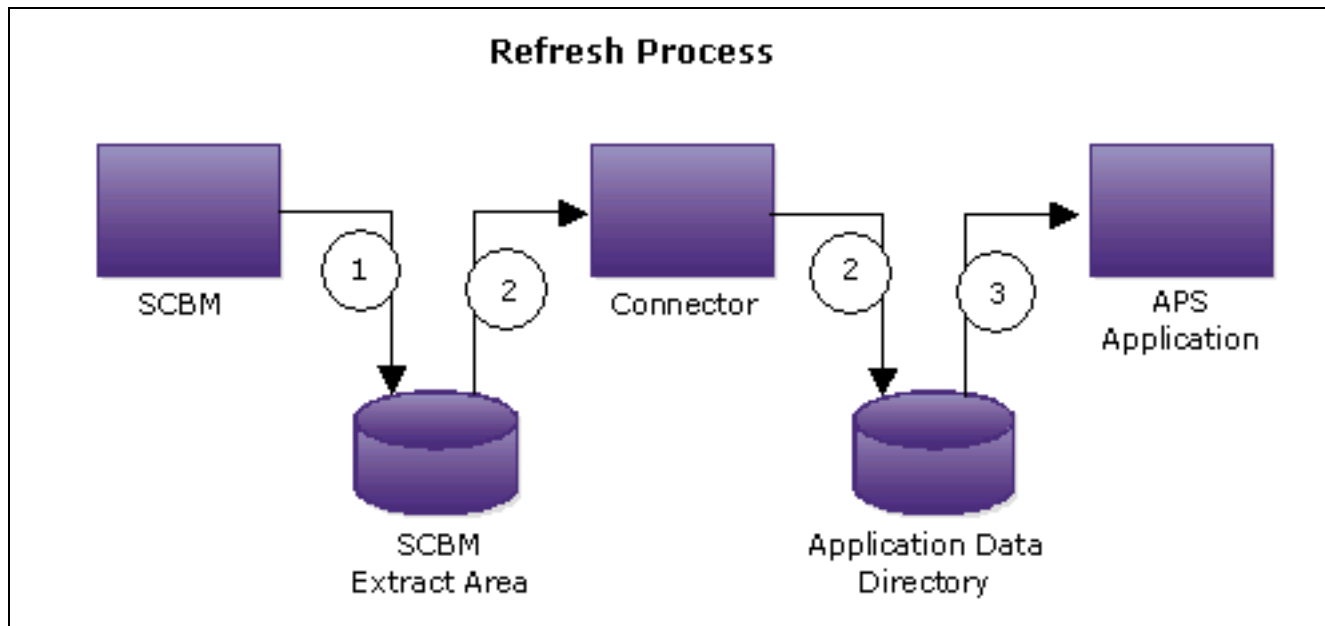 Refresh Process
1
2
2
3
SCBM
Connector
APS
Application
SCBM
Extract Area
Application Data
Directory